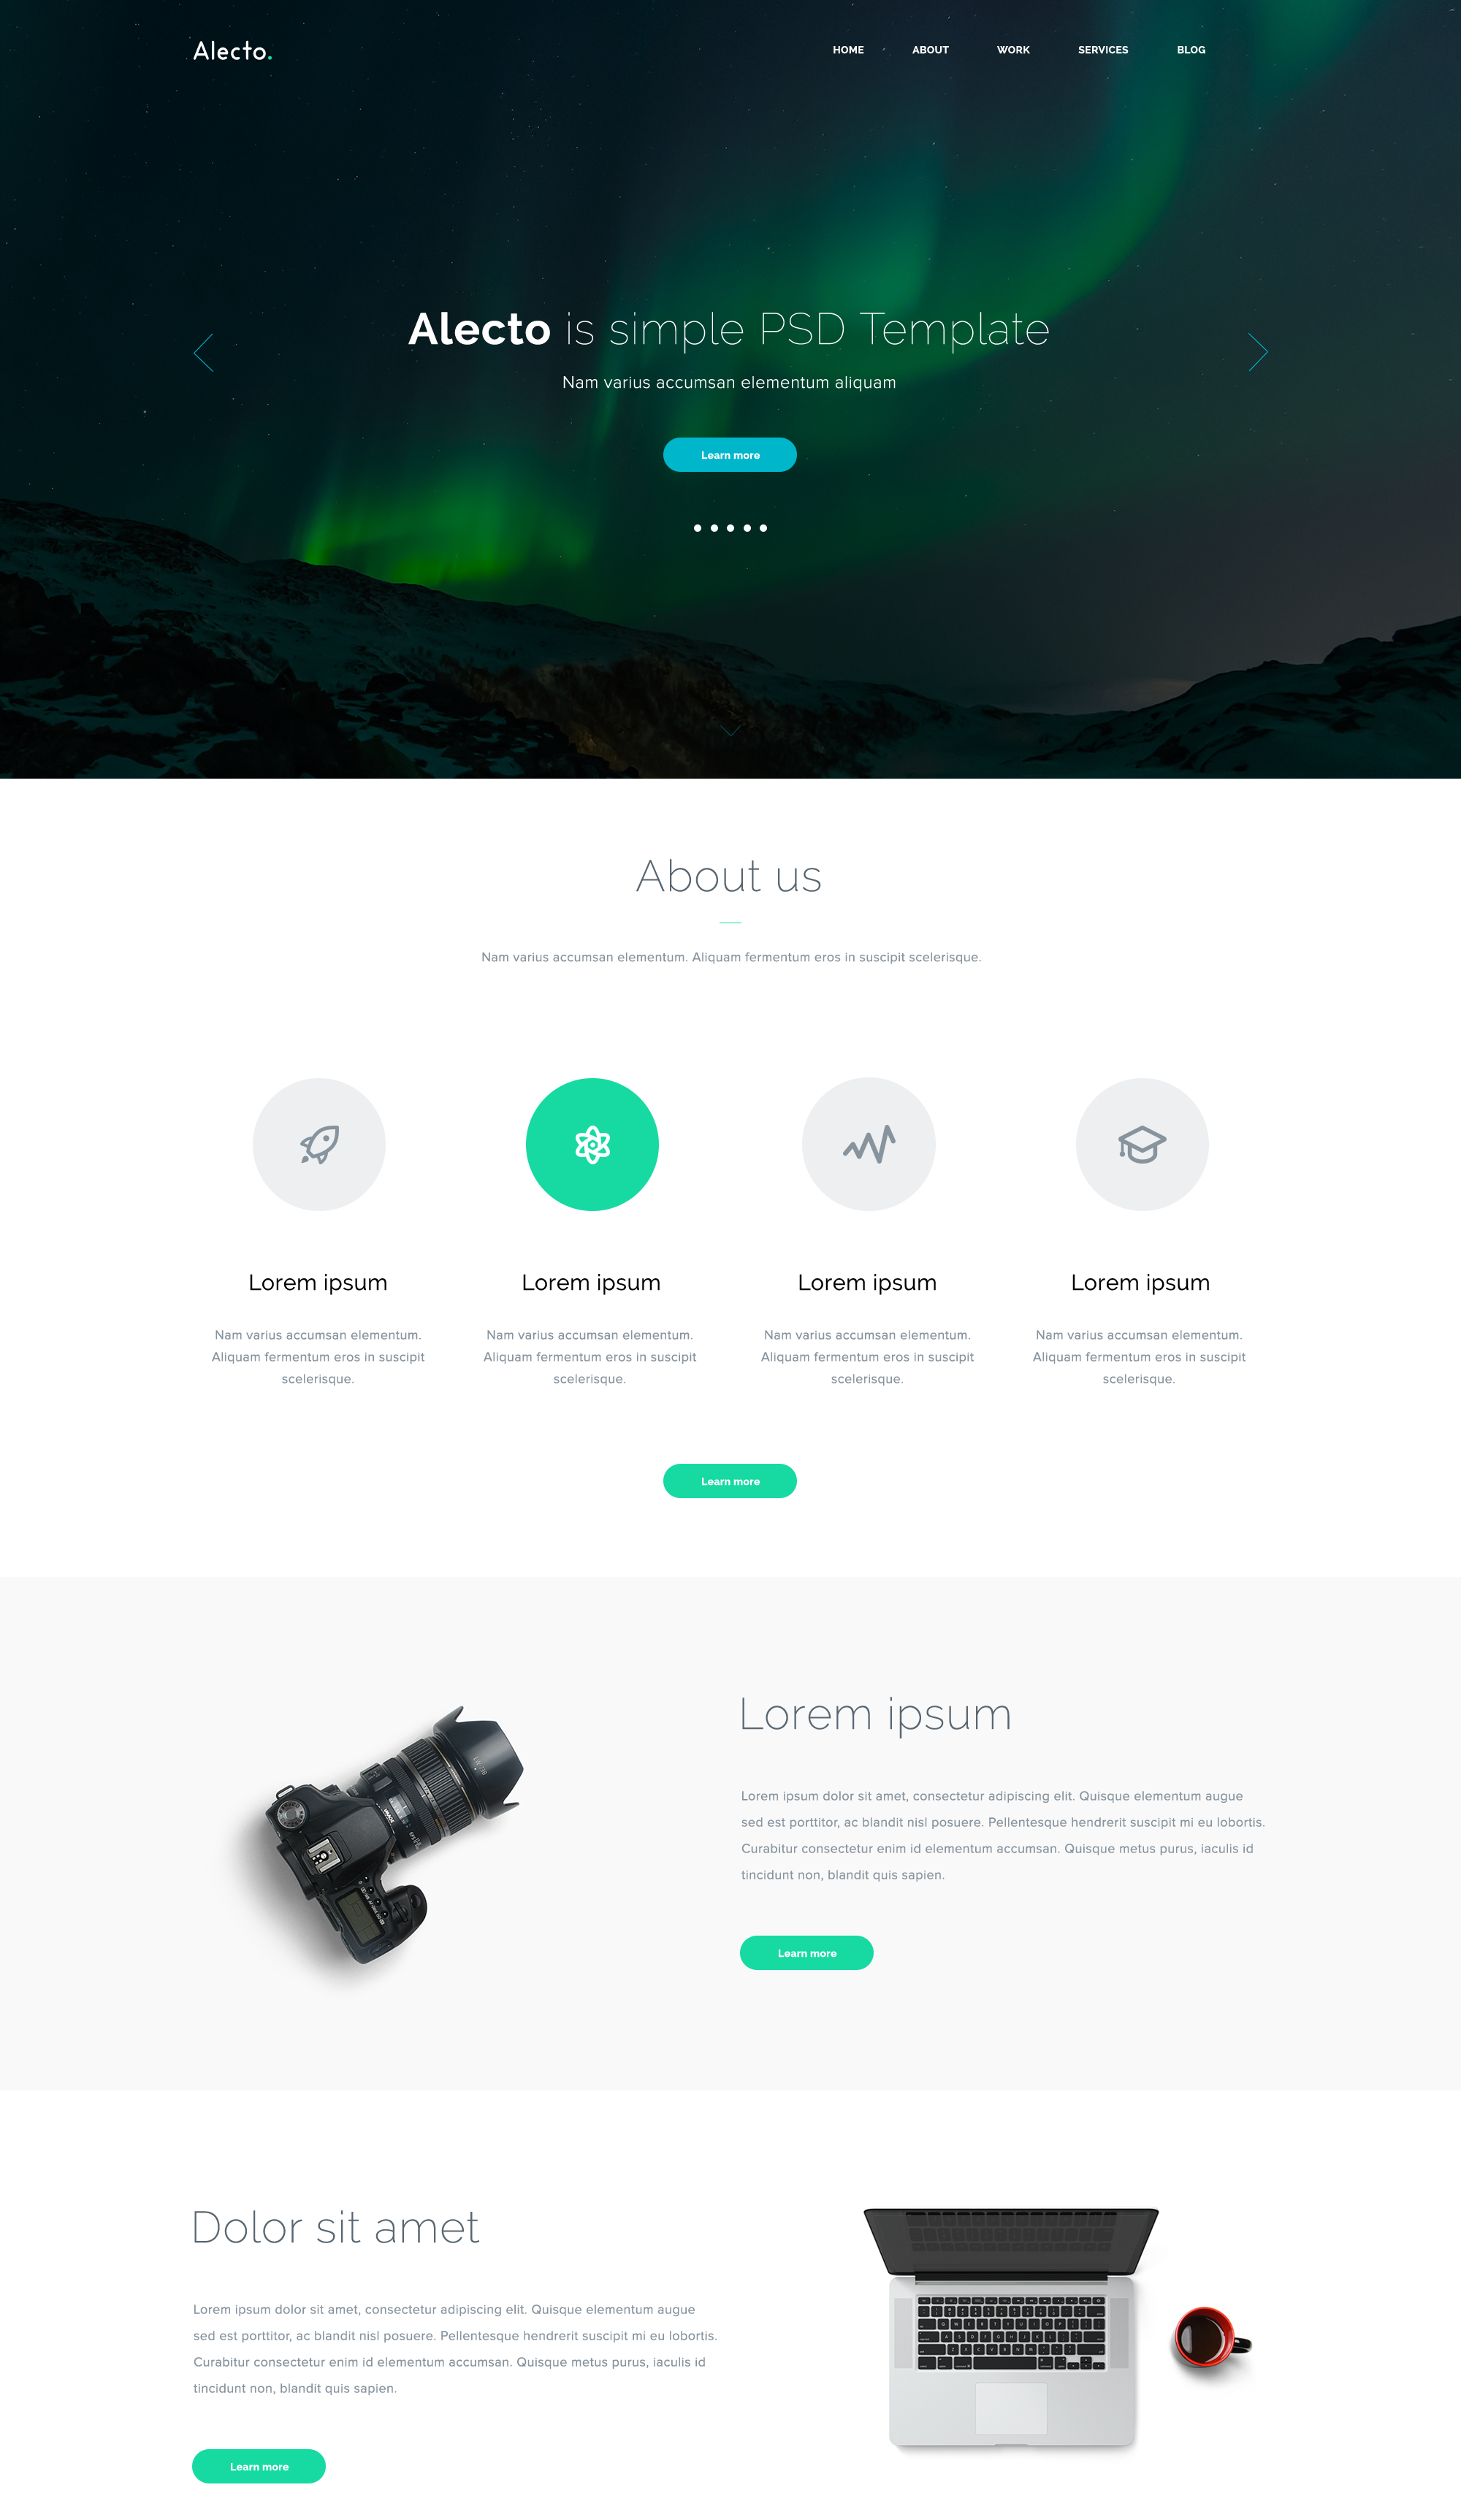 Alecto.
HOME ABOUT WORK SERVICES BLOG
Alecto is simple PSD Template
Nam varius accumsan elementum aliquam
Learn more
About us
Nam varius accumsan elementum. Aliquam fermentum eros in suscipit scelerisque.
Lorem ipsum
Nam varius accumsan elementum.
Aliquam fermentum eros in suscipit
scelerisque.
Lorem ipsum
Nam varius accumsan elementum.
Aliquam fermentum eros in suscipit
scelerisque.
Lorem ipsum
Nam varius accumsan elementum.
Aliquam fermentum eros in suscipit
scelerisque.
Lorem ipsum
Nam varius accumsan elementum.
Aliquam fermentum eros in suscipit
scelerisque.
Learn more
Lorem ipsum
Lorem ipsum dolor sit amet, consectetur adipiscing elit. Quisque elementum augue
sed est porttitor, ac blandit nisl posuere. Pellentesque hendrerit suscipit mi eu lobortis.
Curabitur consectetur enim id elementum accumsan. Quisque metus purus, iaculis id
tincidunt non, blandit quis sapien.
Learn more
Dolor sit amet
Lorem ipsum dolor sit amet, consectetur adipiscing elit. Quisque elementum augue
sed est porttitor, ac blandit nisl posuere. Pellentesque hendrerit suscipit mi eu lobortis.
Curabitur consectetur enim id elementum accumsan. Quisque metus purus, iaculis id
tincidunt non, blandit quis sapien.
Learn more